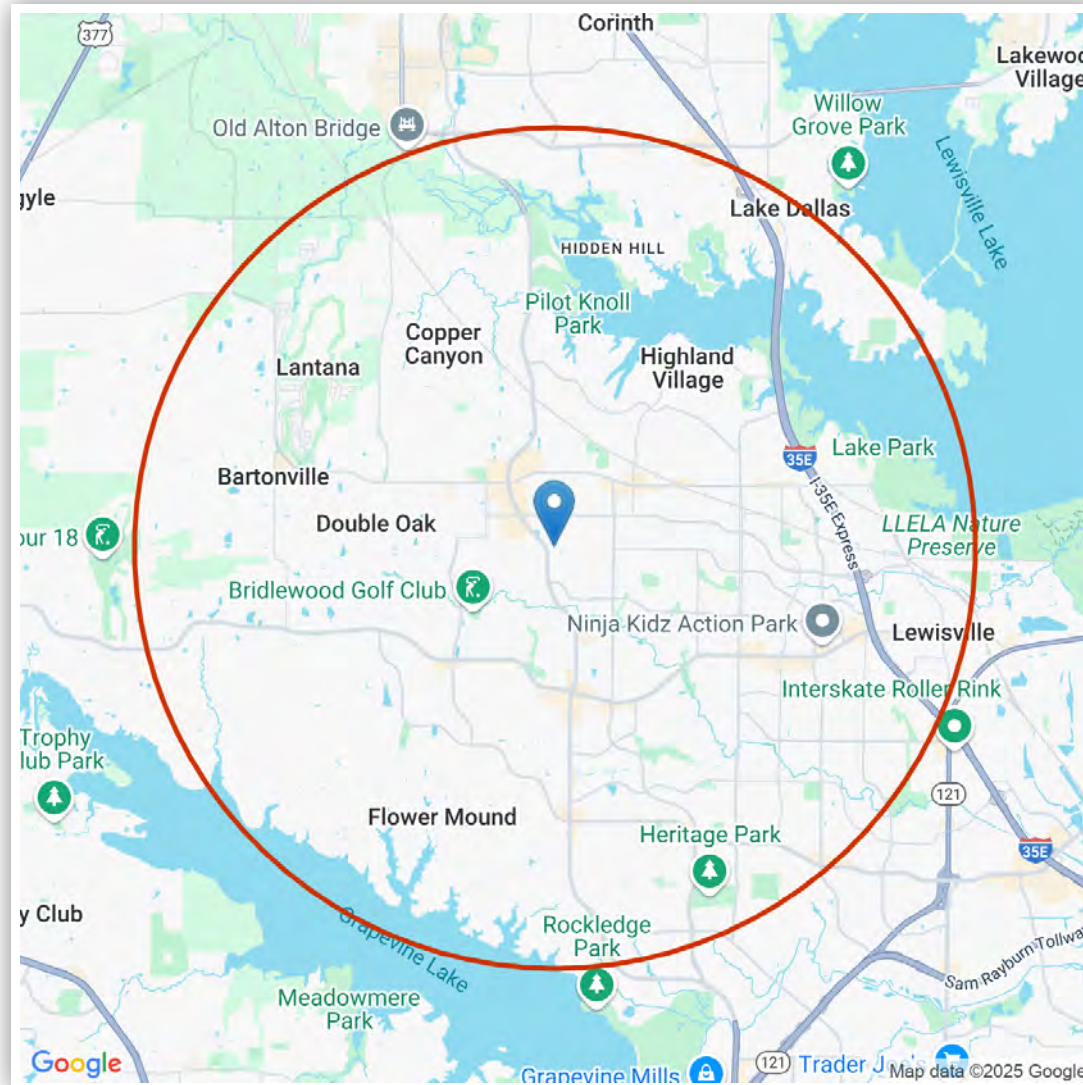 377
Corinth
Lakewoo
Village
Old Alton Bridge
Willow
Grove Park
Lewisville Lake
gyle
Lake Dallas
HIDDEN HILL
Pilot Knoll
Park
Copper
Canyon
Highland
Village
Lantana
35E
Lake Park
Bartonville
I-35E Express
Double Oak
our 18
LLELA Nature
Preserve
Bridlewood Golf Club
Ninja Kidz Action Park
Lewisville
Interskate Roller Rink
Trophy
lub Park
121
Flower Mound
Heritage Park
35E
y Club
Rockledge
Park
Grapevine Lake
Sam Rayburn Tollwa
Meadowmere
Park
Google
Grapevine Mills
121
Trader Joe's
Map data ©2025 Google